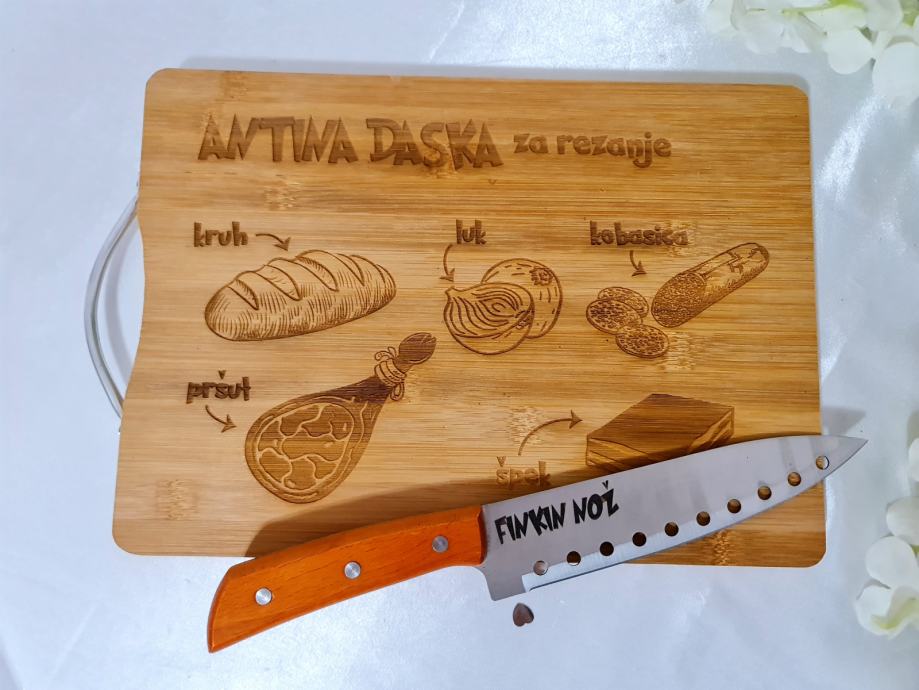 ANTINA DASKA za rezanje
kruh
luk
kobasica
pršut
špek
FINKIN NOŽ